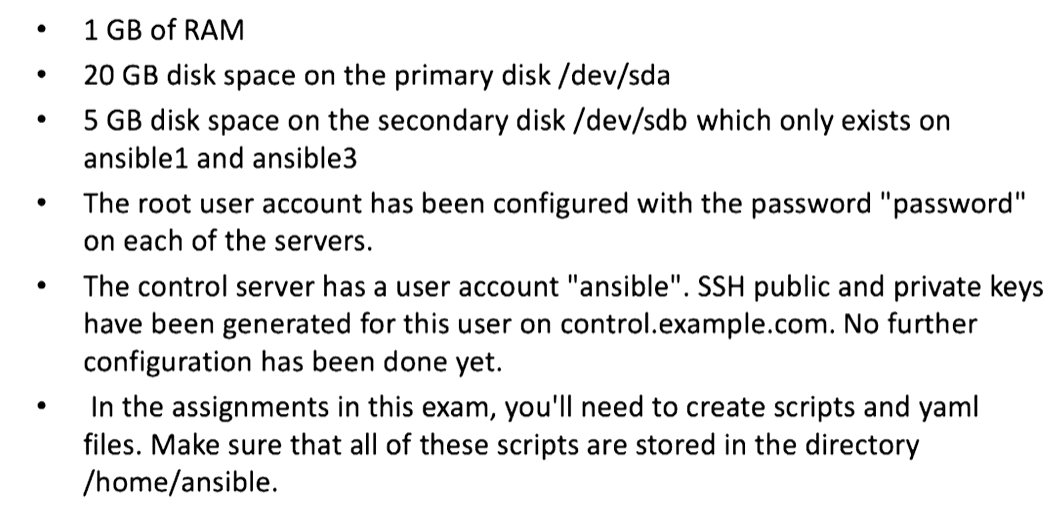 • 1 GB of RAM
• 20 GB disk space on the primary disk /dev/sda
• 5 GB disk space on the secondary disk /dev/sdb which only exists on
ansible1 and ansible3
• The root user account has been configured with the password "password"
on each of the servers.
• The control server has a user account "ansible". SSH public and private keys
have been generated for this user on control.example.com. No further
configuration has been done yet.
• In the assignments in this exam, you'll need to create scripts and yaml
files. Make sure that all of these scripts are stored in the directory
/home/ansible.